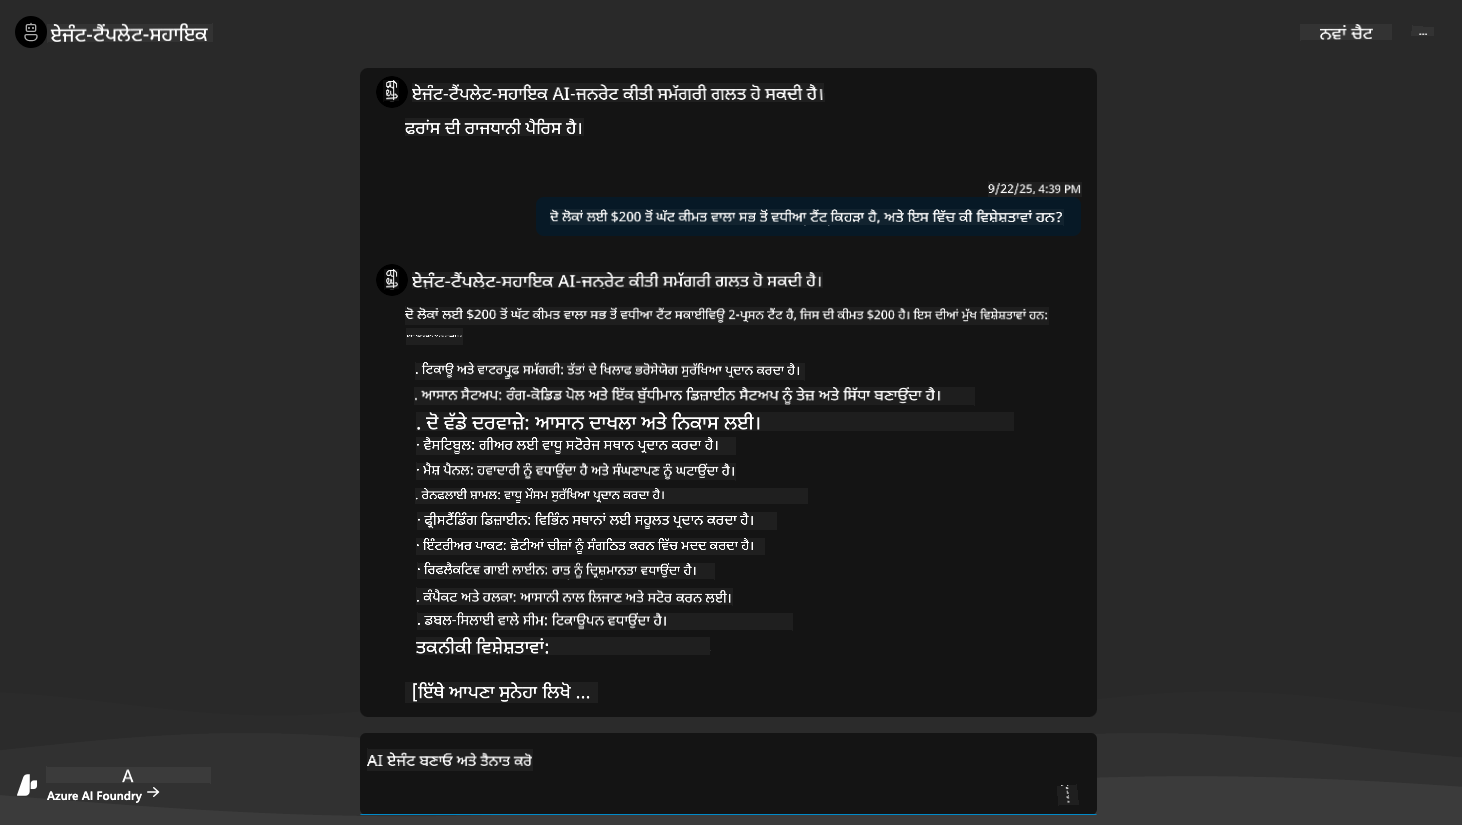 ਏਜੰਟ-ਟੈਂਪਲੇਟ-ਸਹਾਇਕ
ਨਵਾਂ ਚੈਟ
...
ਏਜੰਟ-ਟੈਂਪਲੇਟ-ਸਹਾਇਕ AI-ਜਨਰੇਟ ਕੀਤੀ ਸਮੱਗਰੀ ਗਲਤ ਹੋ ਸਕਦੀ ਹੈ।
ਫਰਾਂਸ ਦੀ ਰਾਜਧਾਨੀ ਪੈਰਿਸ ਹੈ।
9/22/25, 4:39 PM
ਦੋ ਲੋਕਾਂ ਲਈ $200 ਤੋਂ ਘੱਟ ਕੀਮਤ ਵਾਲਾ ਸਭ ਤੋਂ ਵਧੀਆ ਟੈਂਟ ਕਿਹੜਾ ਹੈ, ਅਤੇ ਇਸ ਵਿੱਚ ਕੀ ਵਿਸ਼ੇਸ਼ਤਾਵਾਂ ਹਨ?
ਏਜੰਟ-ਟੈਂਪਲੇਟ-ਸਹਾਇਕ AI-ਜਨਰੇਟ ਕੀਤੀ ਸਮੱਗਰੀ ਗਲਤ ਹੋ ਸਕਦੀ ਹੈ।
ਦੋ ਲੋਕਾਂ ਲਈ $200 ਤੋਂ ਘੱਟ ਕੀਮਤ ਵਾਲਾ ਸਭ ਤੋਂ ਵਧੀਆ ਟੈਂਟ ਸਕਾਈਵਿਊ 2-ਪ੍ਰਸਨ ਟੈਂਟ ਹੈ, ਜਿਸ ਦੀ ਕੀਮਤ $200 ਹੈ। ਇਸ ਦੀਆਂ ਮੁੱਖ ਵਿਸ਼ੇਸ਼ਤਾਵਾਂ ਹਨ:
. ਟਿਕਾਊ ਅਤੇ ਵਾਟਰਪ੍ਰੂਫ ਸਮੱਗਰੀ: ਤੱਤਾਂ ਦੇ ਖਿਲਾਫ ਭਰੋਸੇਯੋਗ ਸੁਰੱਖਿਆ ਪ੍ਰਦਾਨ ਕਰਦਾ ਹੈ।
. ਆਸਾਨ ਸੈਟਅਪ: ਰੰਗ-ਕੋਡਿਡ ਪੋਲ ਅਤੇ ਇੱਕ ਬੁੱਧੀਮਾਨ ਡਿਜ਼ਾਈਨ ਸੈਟਅਪ ਨੂੰ ਤੇਜ਼ ਅਤੇ ਸਿੱਧਾ ਬਣਾਉਂਦਾ ਹੈ।
. ਦੋ ਵੱਡੇ ਦਰਵਾਜ਼ੇ: ਆਸਾਨ ਦਾਖਲਾ ਅਤੇ ਨਿਕਾਸ ਲਈ।
· ਵੈਸਟਿਬੂਲ: ਗੀਅਰ ਲਈ ਵਾਧੂ ਸਟੋਰੇਜ ਸਥਾਨ ਪ੍ਰਦਾਨ ਕਰਦਾ ਹੈ।
· ਮੈਸ਼ ਪੈਨਲ: ਹਵਾਦਾਰੀ ਨੂੰ ਵਧਾਉਂਦਾ ਹੈ ਅਤੇ ਸੰਘਣਾਪਣ ਨੂੰ ਘਟਾਉਂਦਾ ਹੈ।
. ਰੇਨਫਲਾਈ ਸ਼ਾਮਲ: ਵਾਧੂ ਮੌਸਮ ਸੁਰੱਖਿਆ ਪ੍ਰਦਾਨ ਕਰਦਾ ਹੈ।
· ਫ੍ਰੀਸਟੈਂਡਿੰਗ ਡਿਜ਼ਾਈਨ: ਵਿਭਿੰਨ ਸਥਾਨਾਂ ਲਈ ਸਹੂਲਤ ਪ੍ਰਦਾਨ ਕਰਦਾ ਹੈ।
· ਇੰਟਰੀਅਰ ਪਾਕਟ: ਛੋਟੀਆਂ ਚੀਜ਼ਾਂ ਨੂੰ ਸੰਗਠਿਤ ਕਰਨ ਵਿੱਚ ਮਦਦ ਕਰਦਾ ਹੈ।
· ਰਿਫਲੈਕਟਿਵ ਗਾਈ ਲਾਈਨ: ਰਾਤ ਨੂੰ ਦ੍ਰਿਸ਼ਮਾਨਤਾ ਵਧਾਉਂਦਾ ਹੈ।
. ਕੰਪੈਕਟ ਅਤੇ ਹਲਕਾ: ਆਸਾਨੀ ਨਾਲ ਲਿਜਾਣ ਅਤੇ ਸਟੋਰ ਕਰਨ ਲਈ।
. ਡਬਲ-ਸਿਲਾਈ ਵਾਲੇ ਸੀਮ: ਟਿਕਾਊਪਨ ਵਧਾਉਂਦਾ ਹੈ।
ਤਕਨੀਕੀ ਵਿਸ਼ੇਸ਼ਤਾਵਾਂ:
[ਇੱਥੇ ਆਪਣਾ ਸੁਨੇਹਾ ਲਿਖੋ ...
AI ਏਜੰਟ ਬਣਾਓ ਅਤੇ ਤੈਨਾਤ ਕਰੋ
A
Azure AI Foundry